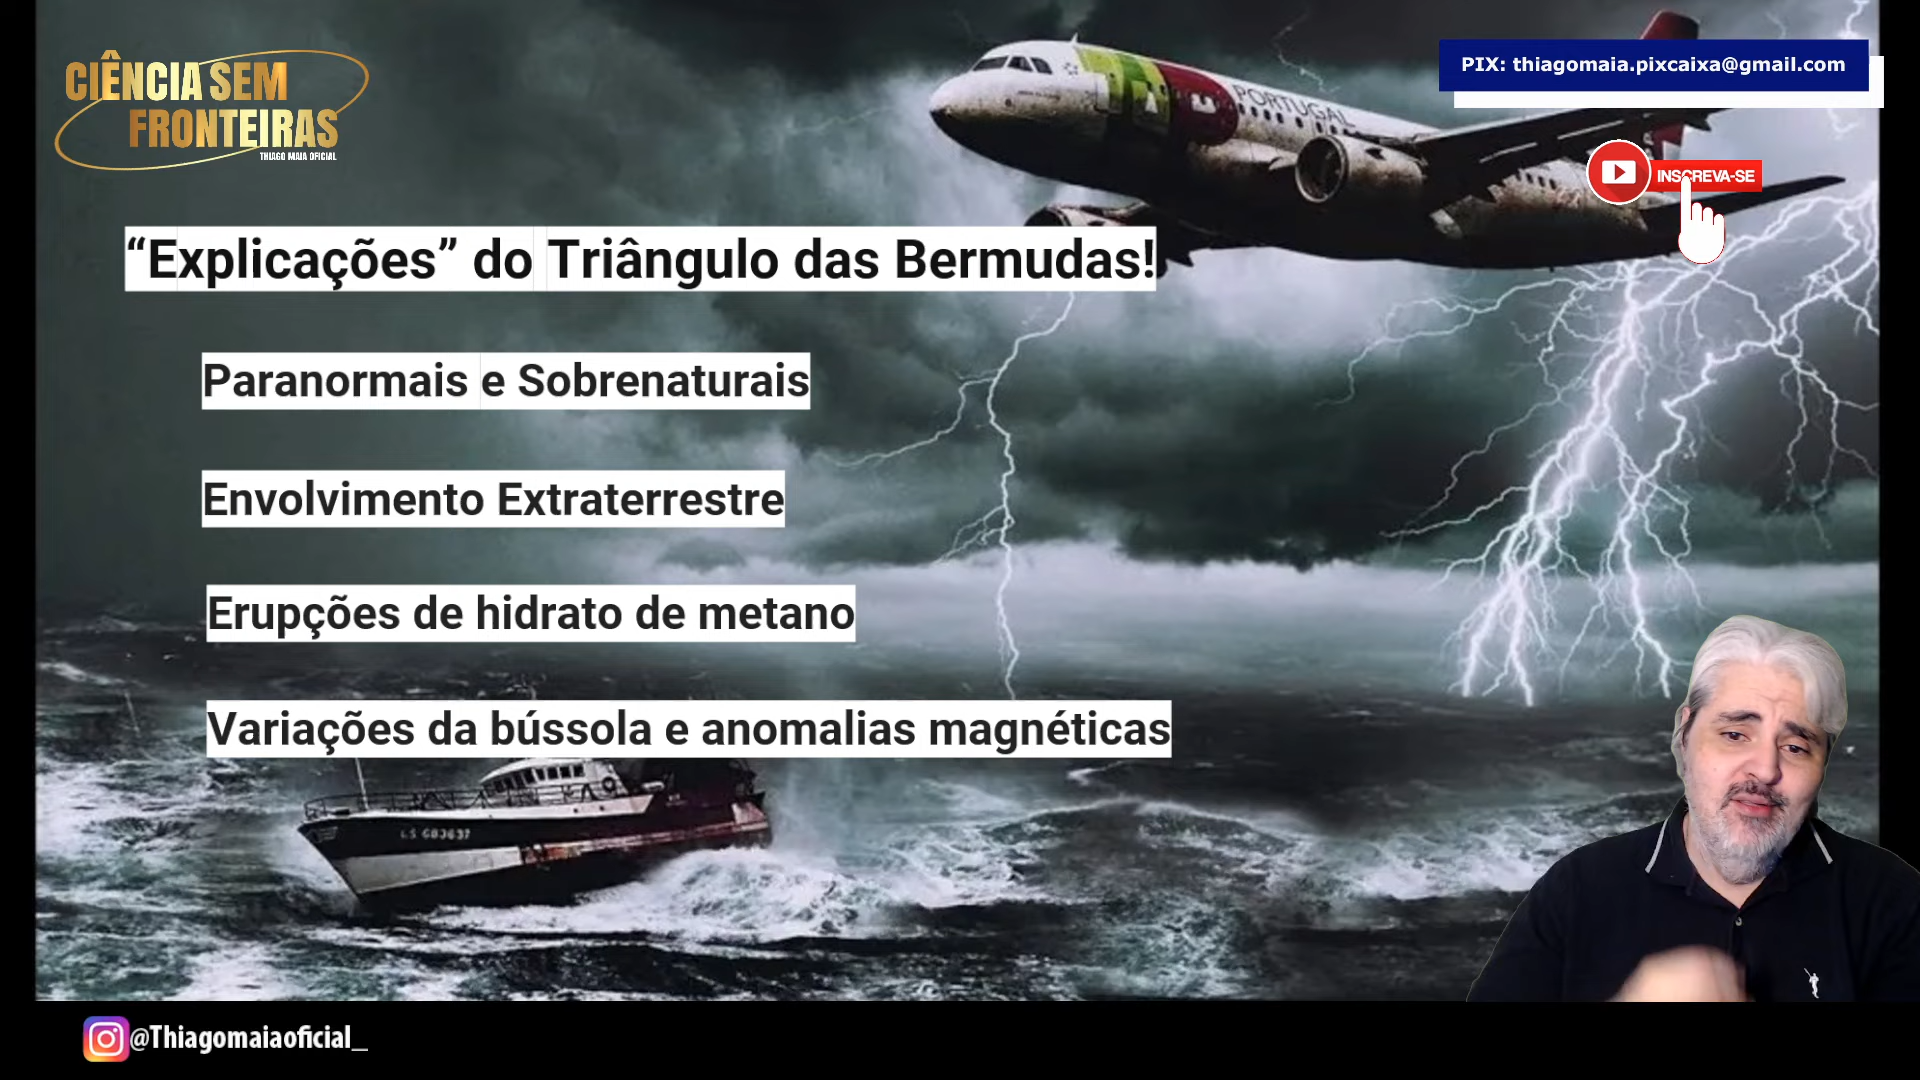 CIÊNCIA SEM
FRONTEIRAS
THIAGO MAIA OFICIAL
PIX: thiagomaia.pixcaixa@gmail.com
PORTUGAL
INSCREVA-SE
“Explicações” do Triângulo das Bermudas!
Paranormais e Sobrenaturais
Envolvimento Extraterrestre
Erupções de hidrato de metano
Variações da bússola e anomalias magnéticas
@Thiagomaiaoficial_